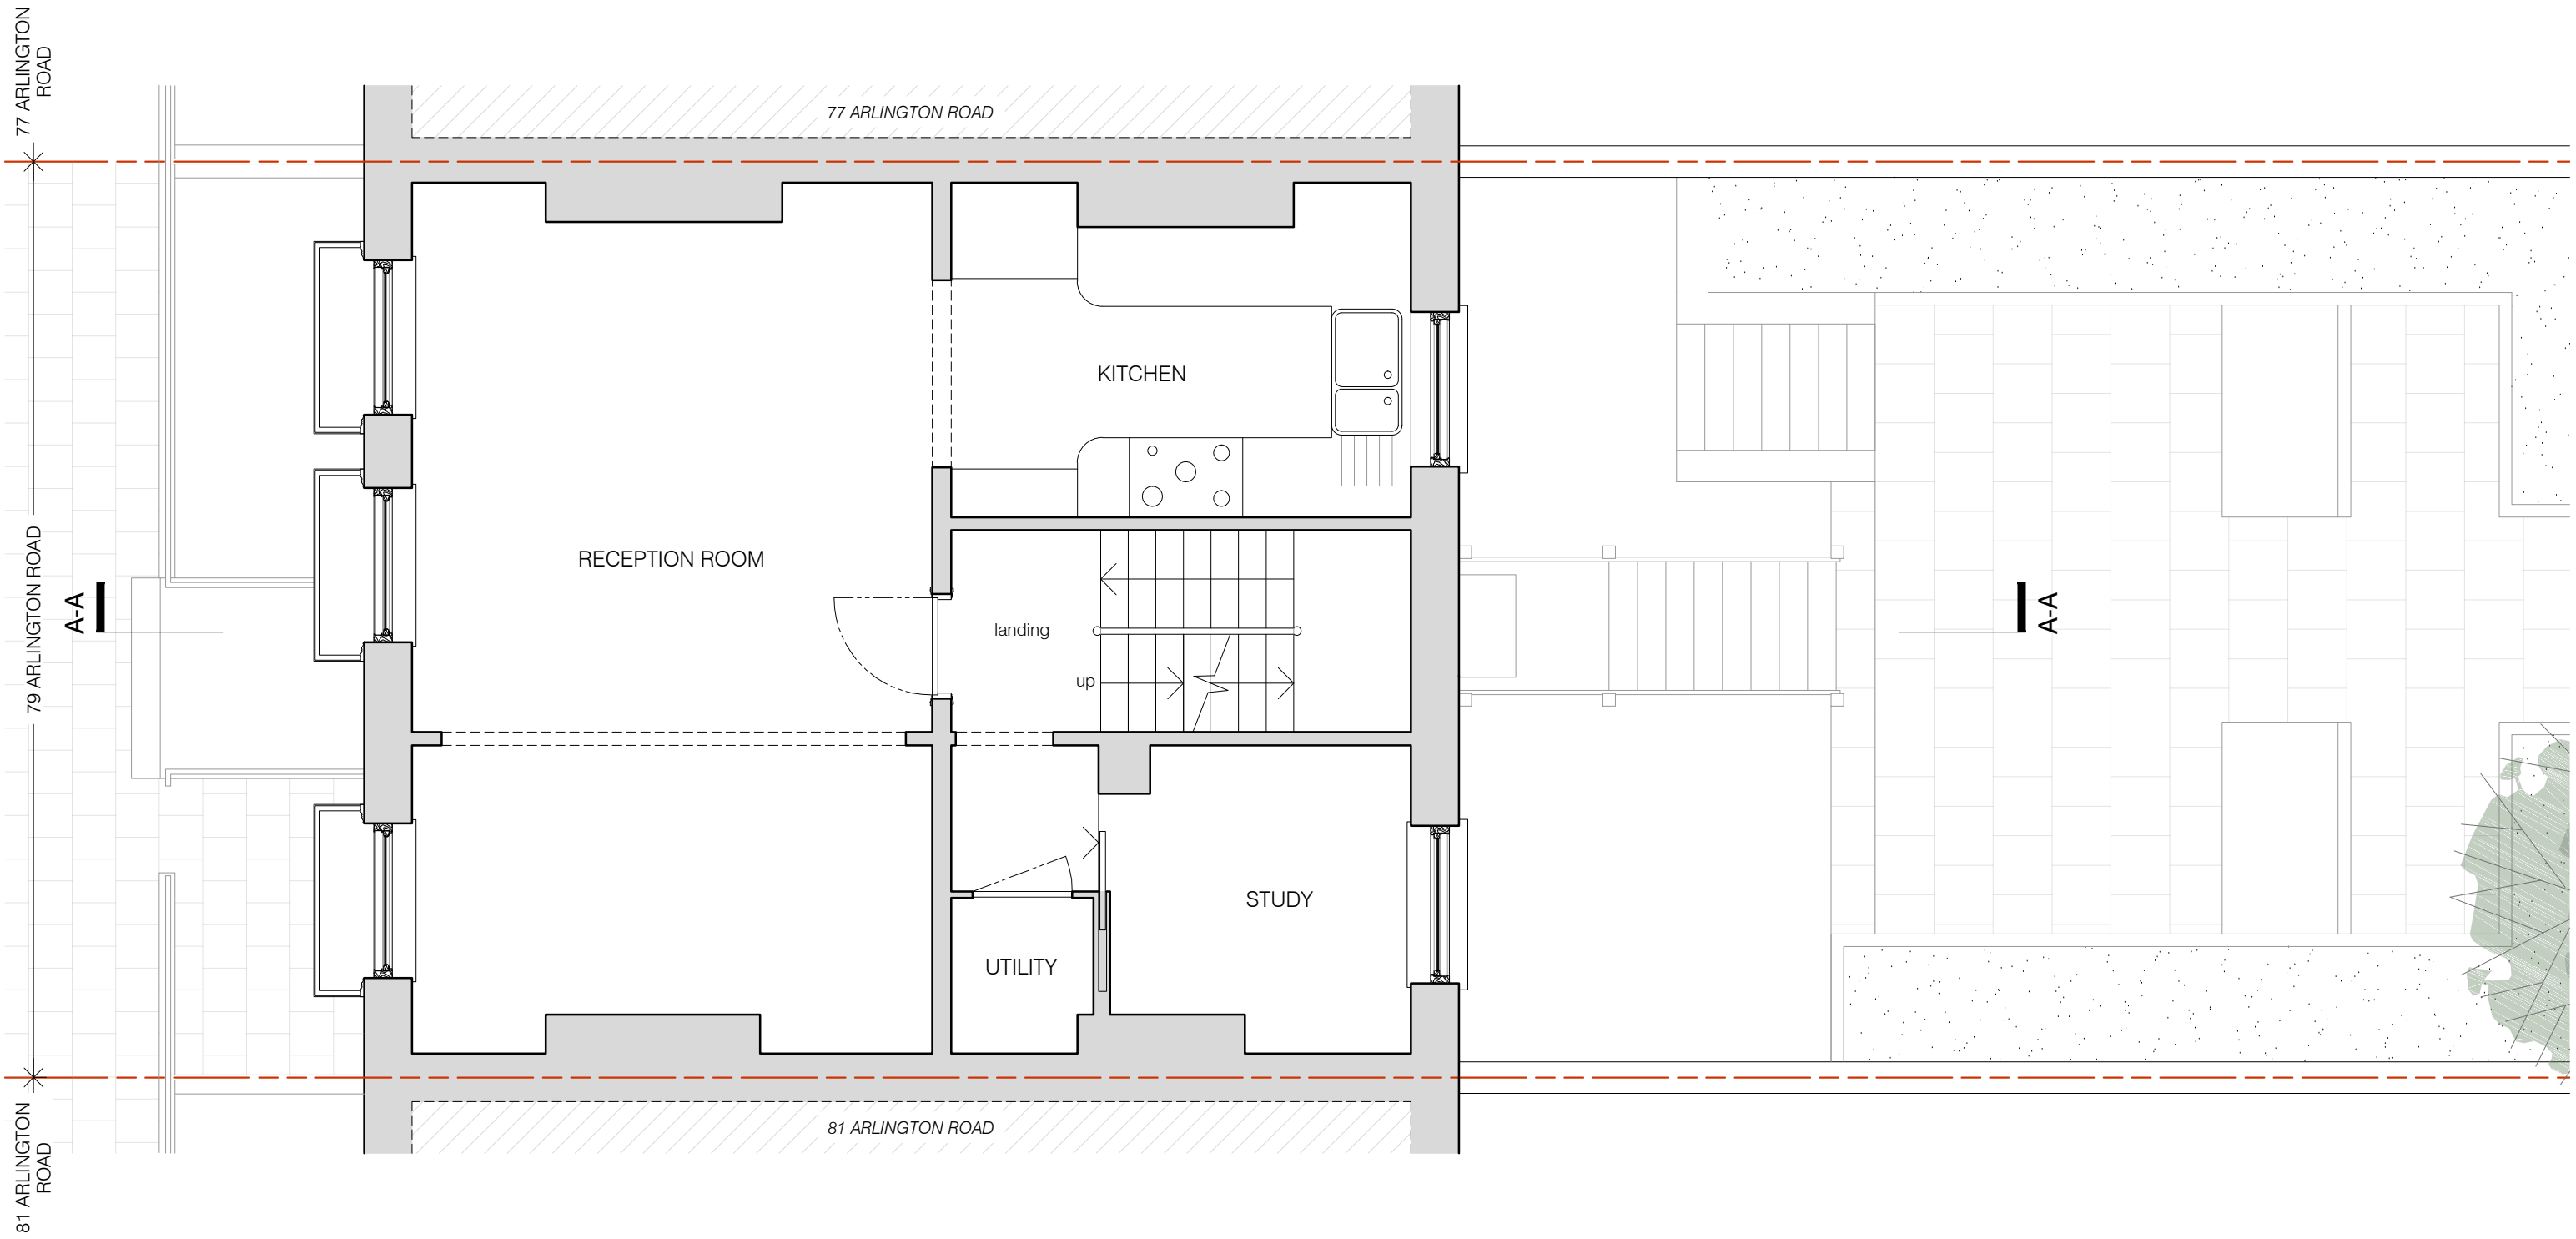 77 ARLINGTON
ROAD
77 ARLINGTON ROAD
KITCHEN
RECEPTION ROOM
79 ARLINGTON ROAD
A-A
A-A
landing
up
STUDY
UTILITY
81 ARLINGTON ROAD
81 ARLINGTON
ROAD